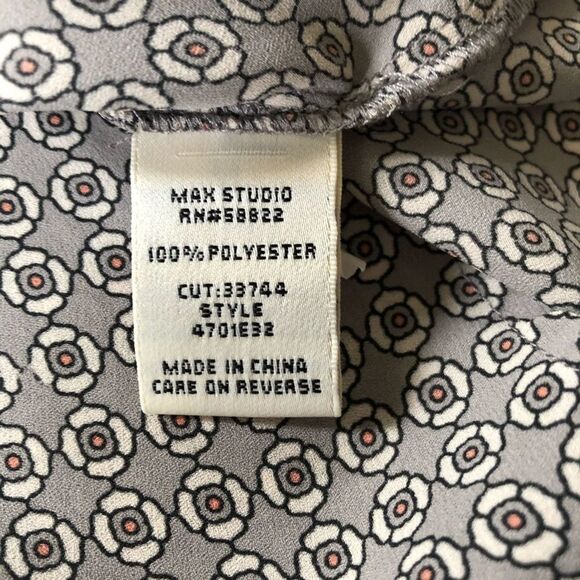 MAX STUDIO
RN#58822
100% POLYESTER
CUT:33744
STYLE
4701E32
MADE IN CHINA
CARE ON REVERSE